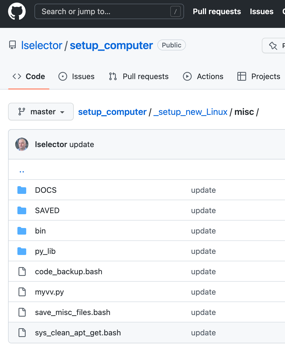 Search or jump to... /
Pull requests Issues
lselector / setup_computer Public
Code Issues Pull requests Actions Projects
master setup_computer / _setup_new_Linux / misc /
lselector update
..
DOCS update
SAVED update
bin update
py_lib update
code_backup.bash update
myvv.py update
save_misc_files.bash update
sys_clean_apt_get.bash update